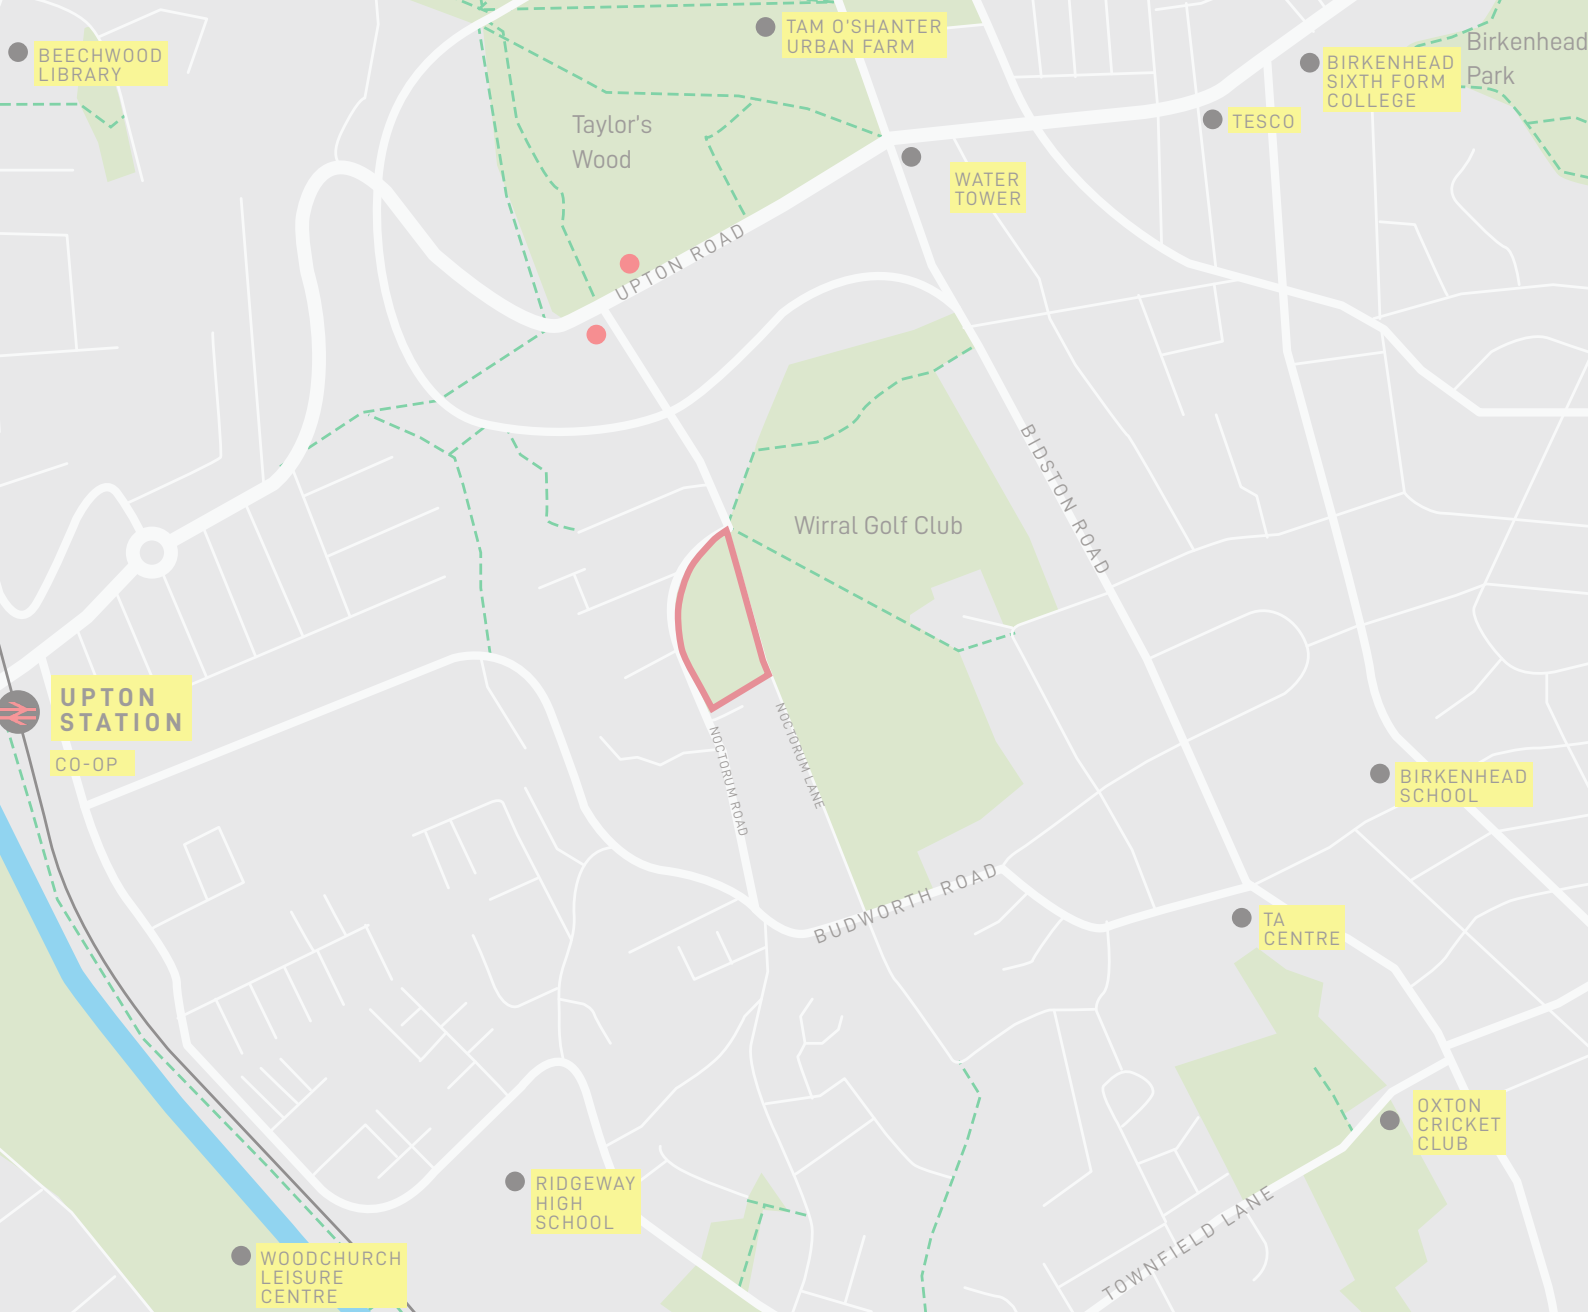 BEECHWOOD
LIBRARY
TAM O'SHANTER
URBAN FARM
Birkenhead
Park
BIRKENHEAD
SIXTH FORM
COLLEGE
TESCO
Taylor's
Wood
WATER
TOWER
UPTON ROAD
BIDSTON ROAD
Wirral Golf Club
UPTON
STATION
CO-OP
NOCTORUM ROAD
NOCTORUM LANE
BIRKENHEAD
SCHOOL
BUDWORTH ROAD
TA
CENTRE
OXTON
CRICKET
CLUB
RIDGEWAY
HIGH
SCHOOL
TOWNFIELD LANE
WOODCHURCH
LEISURE
CENTRE